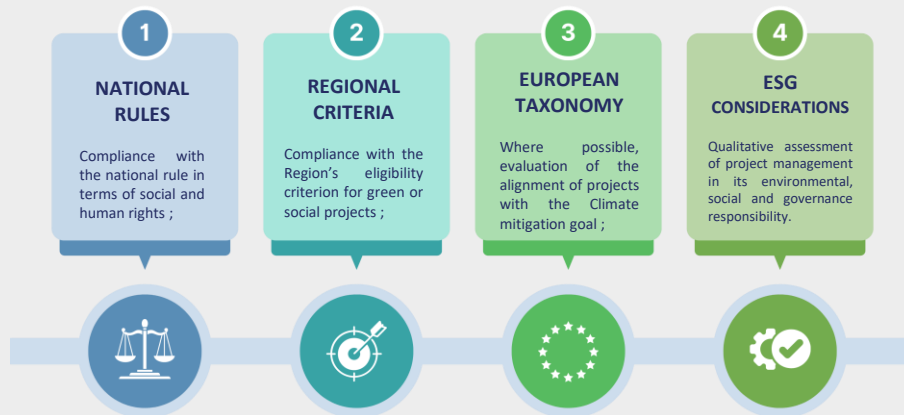 1
NATIONAL
RULES
Compliance with
the national rule in
terms of social and
human rights ;
2
REGIONAL
CRITERIA
Compliance with the
Region's eligibility
criterion for green or
social projects ;
3
EUROPEAN
TAXONOMY
Where possible,
evaluation of the
alignment of projects
with the Climate
mitigation goal ;
4
ESG
CONSIDERATIONS
Qualitative assessment
of project management
in its environmental,
social and governance
responsibility.